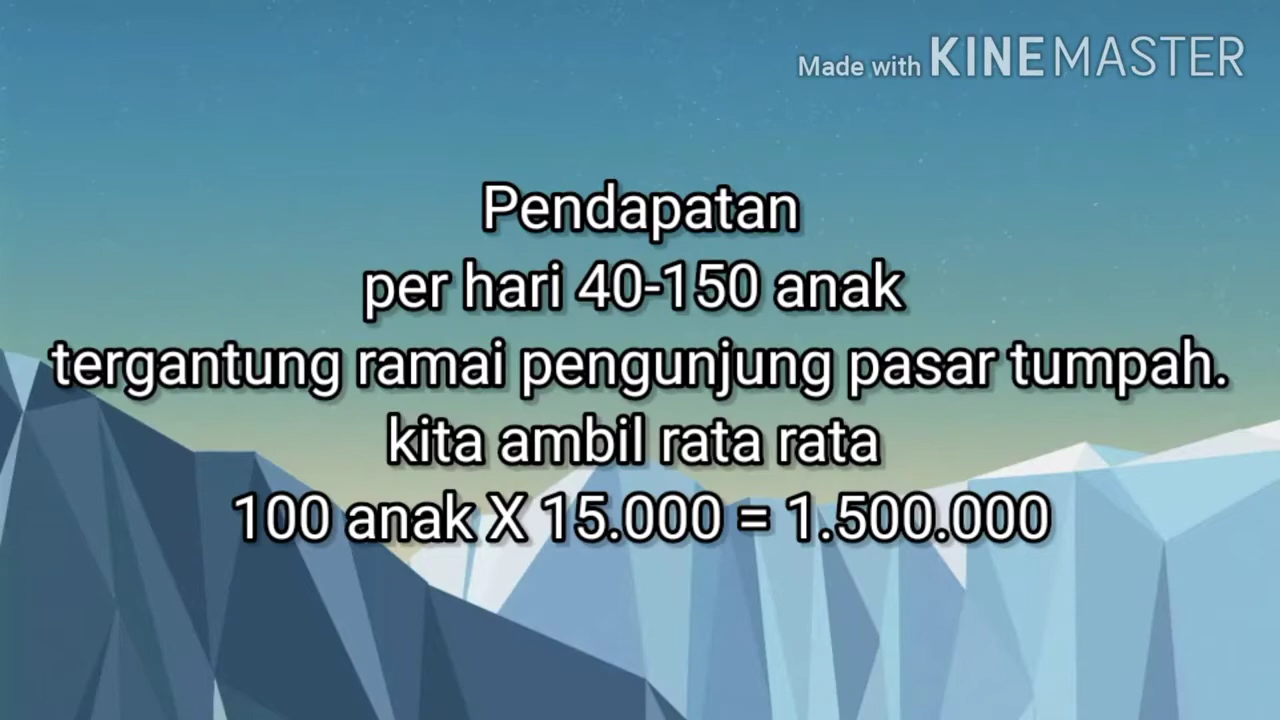 Made with KINEMASTER
Pendapatan
per hari 40-150 anak
tergantung ramai pengunjung pasar tumpah.
kita ambil rata rata
100 anak X 15.000 = 1.500.000